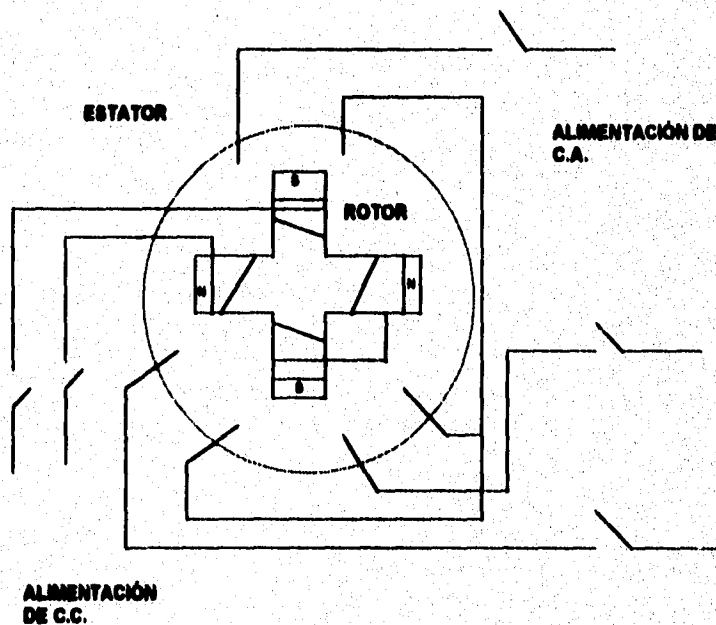 ESTATOR
ALIMENTACIÓN DE
C.A.
S
ROTOR
N
N
S
ALIMENTACIÓN
DE C.C.